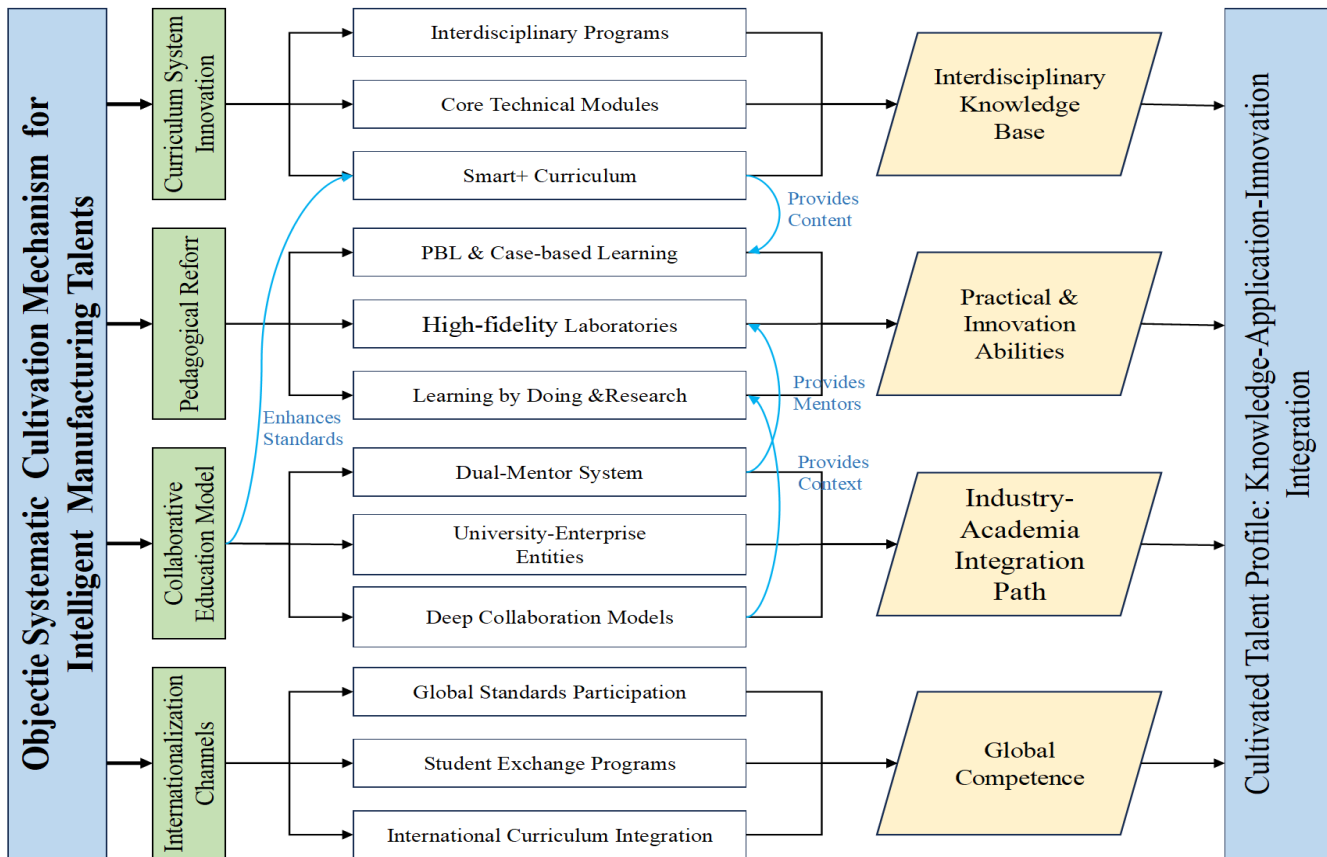 Objectie Systematic Cultivation Mechanism for
Intelligent Manufacturing Talents
Curriculum System
Innovation
Interdisciplinary Programs
Core Technical Modules
Smart+ Curriculum
Interdisciplinary
Knowledge
Base
Provides
Content
Pedagogical Reforr
PBL & Case-based Learning
High-fidelity Laboratories
Learning by Doing &Research
Practical &
Innovation
Abilities
Provides
Mentors
Enhances
Standards
Collaborative
Education Model
Dual-Mentor System
University-Enterprise
Entities
Deep Collaboration Models
Provides
Context
Industry-
Academia
Integration
Path
Internationalization
Channels
Global Standards Participation
Student Exchange Programs
International Curriculum Integration
Global
Competence
Cultivated Talent Profile: Knowledge-Application-Innovation
Integration